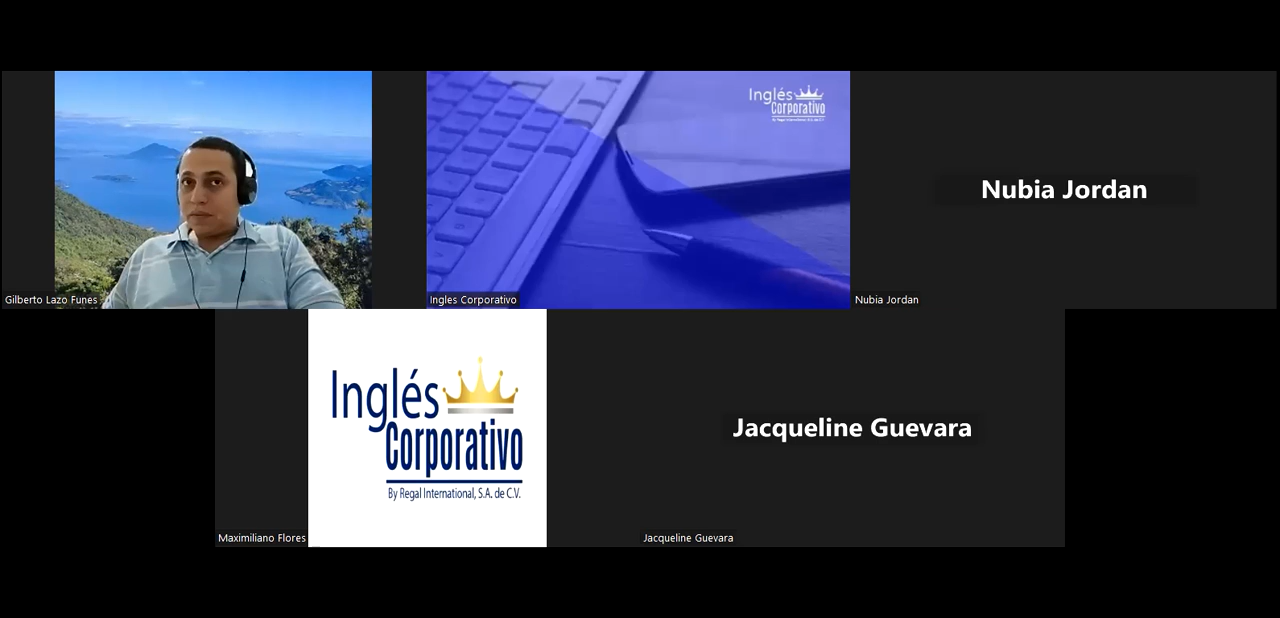 Inglés
Corporativo
By Regal International, S.A. de C.V.
Nubia Jordan
Gilberto Lazo Funes
Ingles Corporativo
Nubia Jordan
Inglés
Corporativo
By Regal International, S.A. de C.V.
Jacqueline Guevara
Maximiliano Flores
Jacqueline Guevara